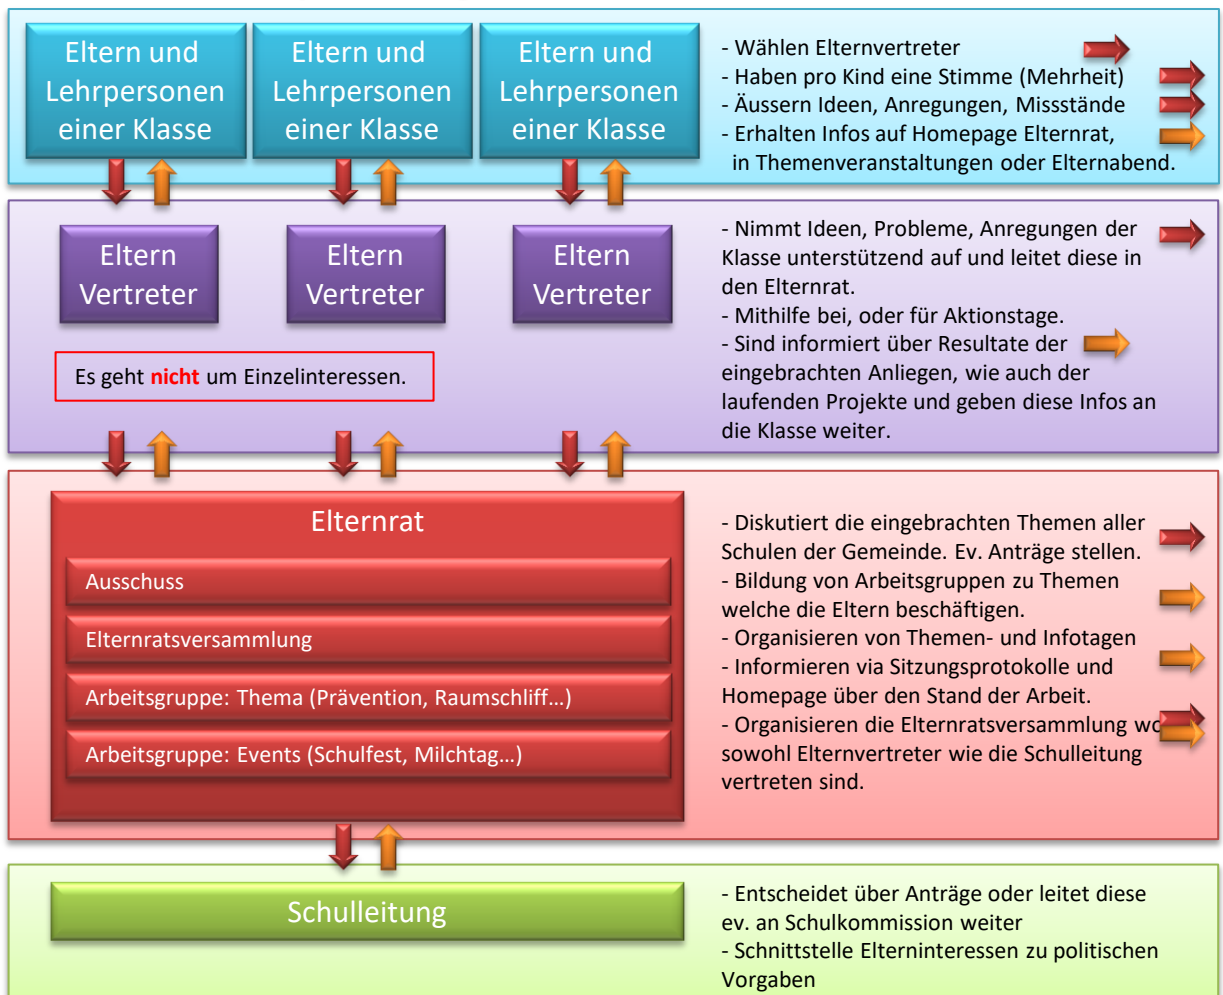 Eltern und
Lehrpersonen
einer Klasse
Eltern und
Lehrpersonen
einer Klasse
Eltern und
Lehrpersonen
einer Klasse
- Wählen Elternvertreter
- Haben pro Kind eine Stimme (Mehrheit)
- Äussern Ideen, Anregungen, Missstände
- Erhalten Infos auf Homepage Elternrat,
in Themenveranstaltungen oder Elternabend.
Eltern
Vertreter
Eltern
Vertreter
Eltern
Vertreter
Es geht nicht um Einzelinteressen.
- Nimmt Ideen, Probleme, Anregungen der
Klasse unterstützend auf und leitet diese in
den Elternrat.
- Mithilfe bei, oder für Aktionstage.
- Sind informiert über Resultate der
eingebrachten Anliegen, wie auch der
laufenden Projekte und geben diese Infos an
die Klasse weiter.
Elternrat
Ausschuss
Elternratsversammlung
Arbeitsgruppe: Thema (Prävention, Raumschliff...)
Arbeitsgruppe: Events (Schulfest, Milchtag...)
- Diskutiert die eingebrachten Themen aller
Schulen der Gemeinde. Ev. Anträge stellen.
- Bildung von Arbeitsgruppen zu Themen
welche die Eltern beschäftigen.
- Organisieren von Themen- und Infotagen
- Informieren via Sitzungsprotokolle und
Homepage über den Stand der Arbeit.
- Organisieren die Elternratsversammlung wo
sowohl Elternvertreter wie die Schulleitung
vertreten sind.
Schulleitung
- Entscheidet über Anträge oder leitet diese
ev. an Schulkommission weiter
- Schnittstelle Elterninteressen zu politischen
Vorgaben